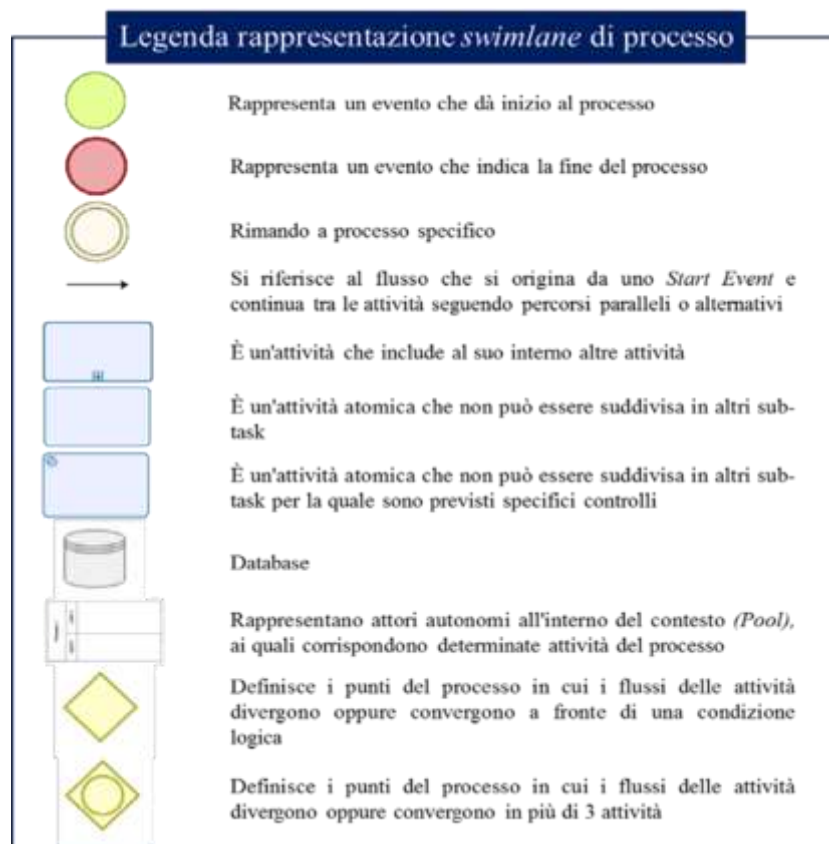 Legenda rappresentazione swimlane di processo
Rappresenta un evento che dà inizio al processo
Rappresenta un evento che indica la fine del processo
Rimando a processo specifico
Si riferisce al flusso che si origina da uno Start Event e
continua tra le attività seguendo percorsi paralleli o alternativi
È un'attività che include al suo interno altre attività
È un'attività atomica che non può essere suddivisa in altri sub-
task
È un'attività atomica che non può essere suddivisa in altri sub-
task per la quale sono previsti specifici controlli
Database
Rappresentano attori autonomi all'interno del contesto (Pool),
ai quali corrispondono determinate attività del processo
Definisce i punti del processo in cui i flussi delle attività
divergono oppure convergono a fronte di una condizione
logica
Definisce i punti del processo in cui i flussi delle attività
divergono oppure convergono in più di 3 attività